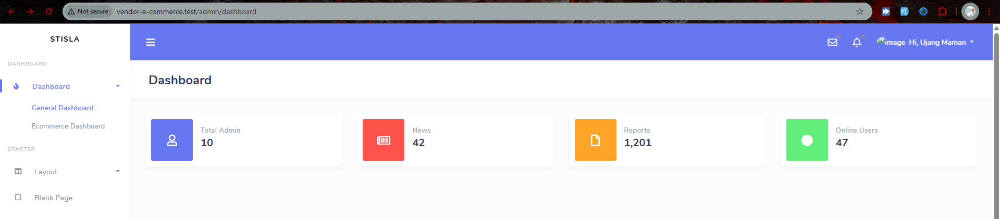 Not secure vendor-e-commerce.test/admin/dashboard
STISLA
image Hi, Ujang Maman
DASHBOARD
Dashboard
General Dashboard
Ecommerce Dashboard
STARTER
Layout
Blank Page
Dashboard
Total Admin
10
News
42
Reports
1,201
Online Users
47